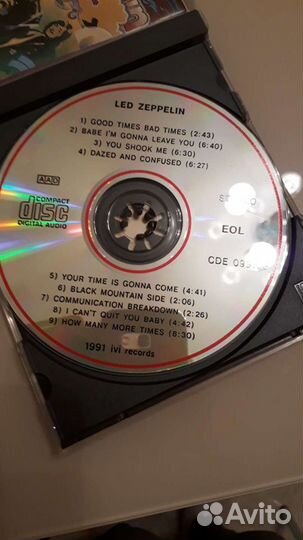 LED ZEPPELIN
1) GOOD TIMES BAD TIMES (2:43)
2) BABE I'M GONNA LEAVE YOU (6:40)
3) YOU SHOOK ME (6:30)
4) DAZED AND CONFUSED (6:27)
AAD
COMPACT
disc
DIGITAL AUDIO
EOL
CDE
5) YOUR TIME IS GONNA COME (4:41)
6) BLACK MOUNTAIN SIDE (2:06)
7) COMMUNICATION BREAKDOWN (2:26)
8) I CAN'T QUIT YOU BABY (4:42)
9) HOW MANY MORE TIMES (8:30)
1991 ivi records
Avito